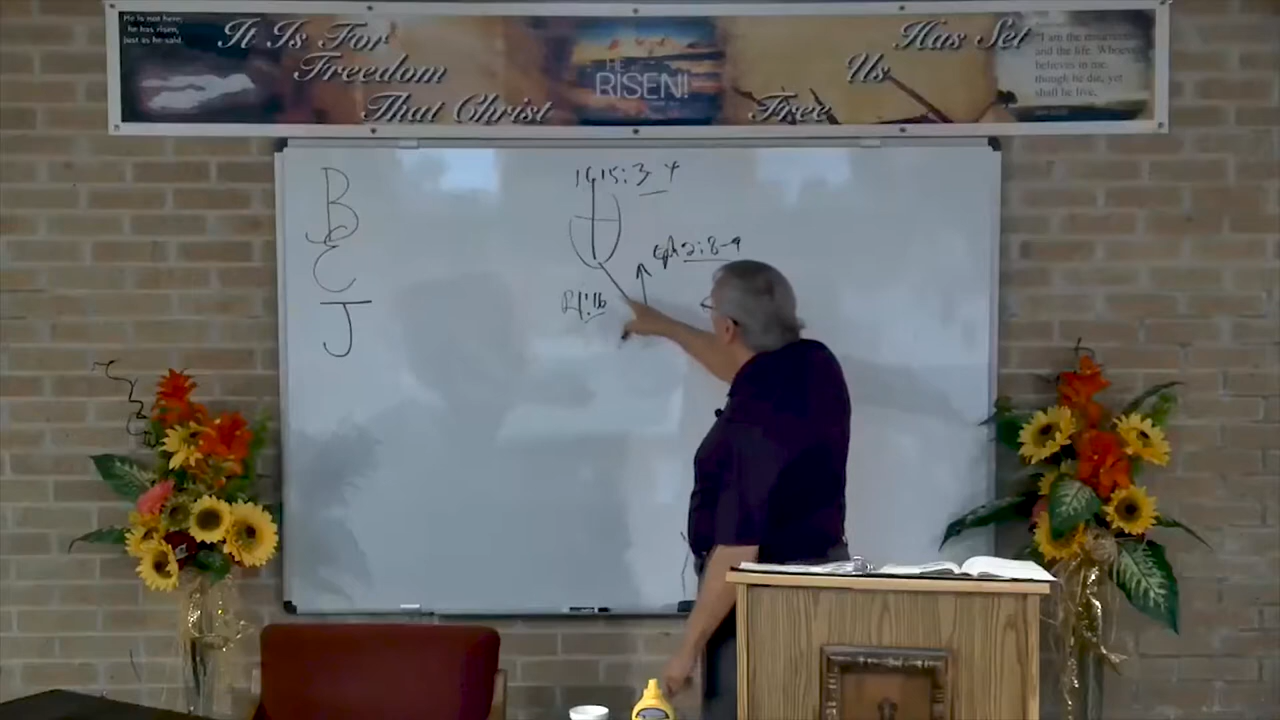 He is not here;
he has risen,
just as he said.
It Is For
Freedom
That Christ
HE IS
RISEN!
Has Set
Us
Free
"I am the resurrection
and the life. Whoever
believes in me,
though he die, yet
shall he live,
B
E
J
15:3-4
Eph 2:8-9
R1:16